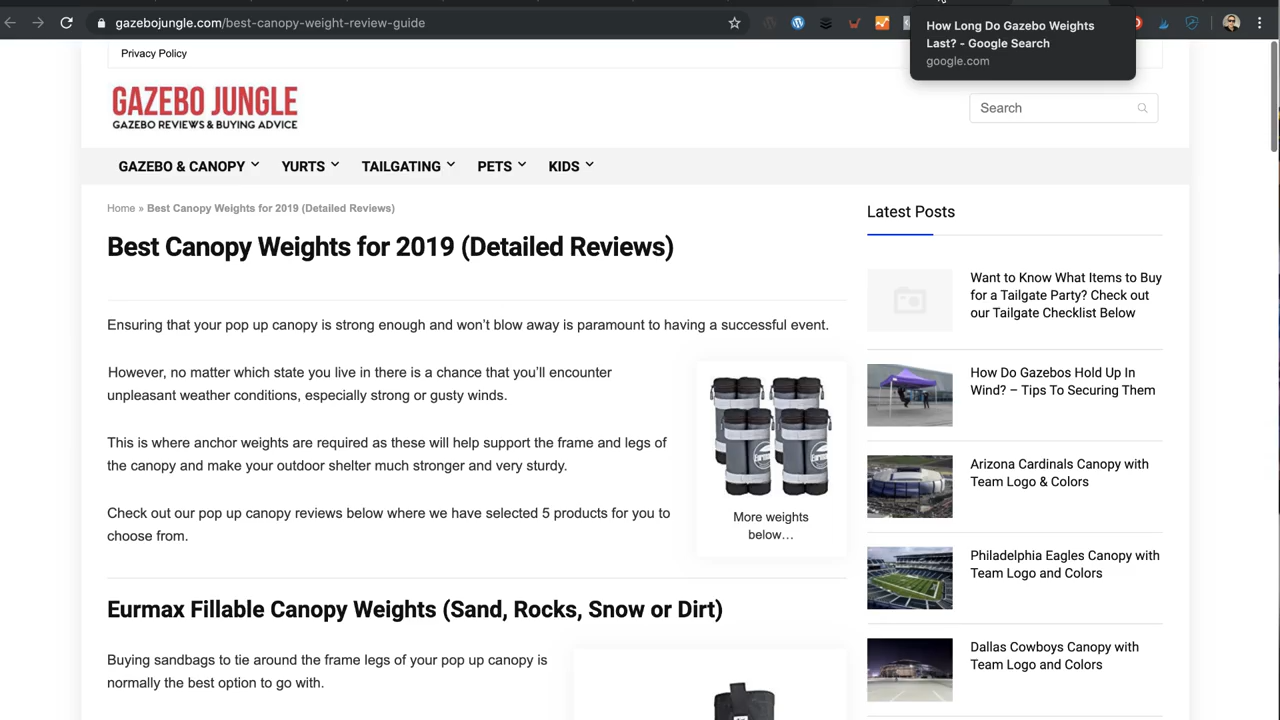 gazebojungle.com/best-canopy-weight-review-guide
How Long Do Gazebo Weights
Last? - Google Search
google.com
Privacy Policy
GAZEBO JUNGLE
GAZEBO REVIEWS & BUYING ADVICE
Search
GAZEBO & CANOPY
YURTS
TAILGATING
PETS
KIDS
Home » Best Canopy Weights for 2019 (Detailed Reviews)
Best Canopy Weights for 2019 (Detailed Reviews)
Ensuring that your pop up canopy is strong enough and won’t blow away is paramount to having a successful event.
However, no matter which state you live in there is a chance that you’ll encounter
unpleasant weather conditions, especially strong or gusty winds.
This is where anchor weights are required as these will help support the frame and legs of
the canopy and make your outdoor shelter much stronger and very sturdy.
Check out our pop up canopy reviews below where we have selected 5 products for you to
choose from.
More weights
below…
Eurmax Fillable Canopy Weights (Sand, Rocks, Snow or Dirt)
Buying sandbags to tie around the frame legs of your pop up canopy is
normally the best option to go with.
Latest Posts
Want to Know What Items to Buy
for a Tailgate Party? Check out
our Tailgate Checklist Below
How Do Gazebos Hold Up In
Wind? – Tips To Securing Them
Arizona Cardinals Canopy with
Team Logo & Colors
Philadelphia Eagles Canopy with
Team Logo and Colors
Dallas Cowboys Canopy with
Team Logo and Colors